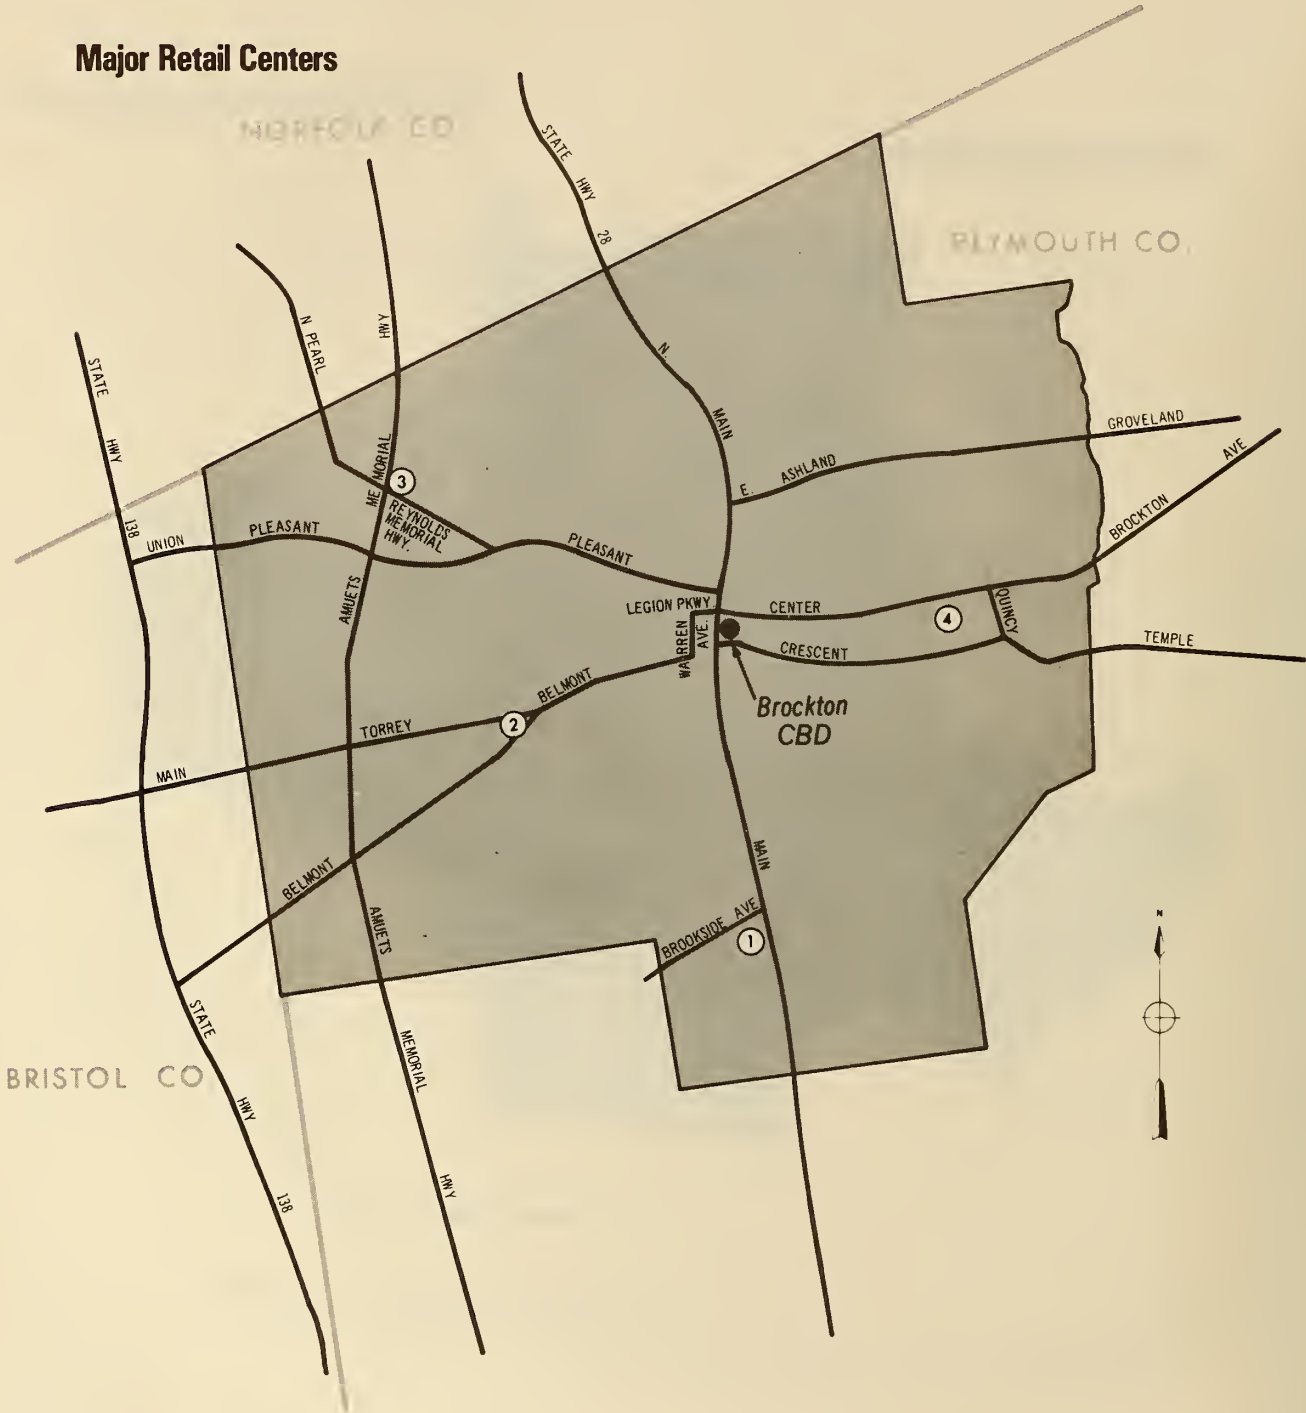 Major Retail Centers
NORFOLK CO
STATE HWY 28
PLYMOUTH CO.
HWY
N PEARL
STATE HWY 138
N. MAIN
GROVELAND
AVE
BROCKTON
E. ASHLAND
MEMORIAL
3
REYNOLDS
MEMORIAL
HWY.
UNION
PLEASANT
PLEASANT
AMUETS
LEGION PKWY.
CENTER
4
QUINCY
WARREN
AVE.
CRESCENT
TEMPLE
BELMONT
Brockton
CBD
2
TORREY
MAIN
MAIN
BELMONT
AMUETS
BROOKSIDE AVE
1
N
STATE HWY 138
MEMORIAL HWY
BRISTOL CO